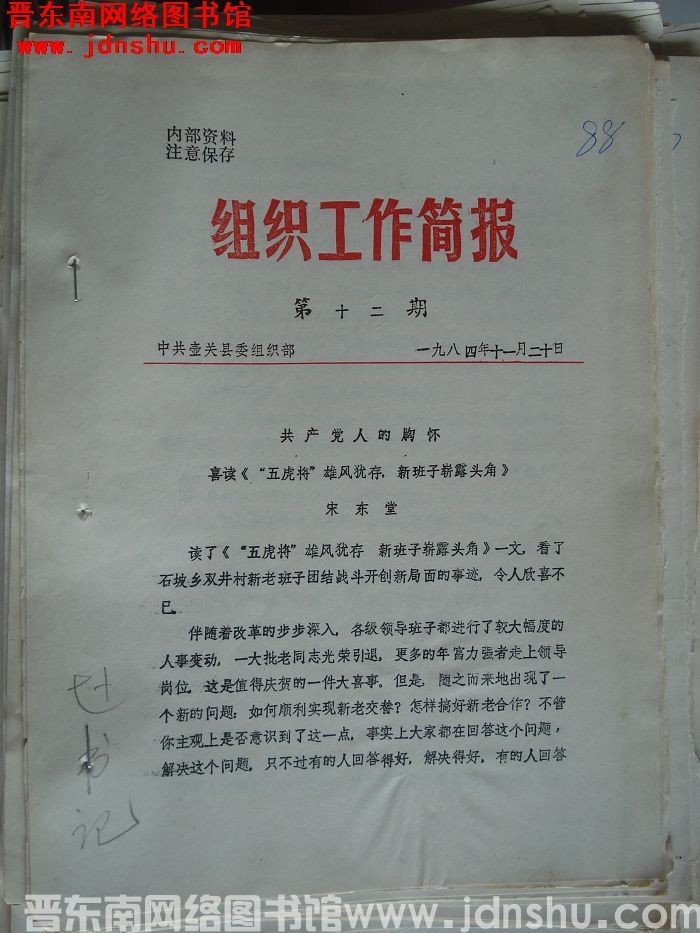 晋东南网络图书馆
www.jdnshu.com
内部资料
注意保存
88
组织工作简报
第十二期
中共壶关县委组织部 一九八四年十一月二十日
共产党人的胸怀
喜读《“五虎将”雄风犹存，新班子崭露头角》
宋东堂
读了《“五虎将”雄风犹存 新班子崭露头角》一文，看了
石坡乡双井村新老班子团结战斗开创新局面的事迹，令人欣喜不
已。
伴随着改革的步步深入，各级领导班子都进行了较大幅度的
人事变动，一大批老同志光荣引退，更多的年富力强者走上领导
岗位，这是值得庆贺的一件大喜事。但是，随之而来地出现了一
个新的问题：如何顺利实现新老交替？怎样搞好新老合作？不管
你主观上是否意识到了这一点，事实上大家都在回答这个问题，
解决这个问题，只不过有的人回答得好，解决得好，有的人回答
书记
晋东南网络图书馆www.jdnshu.com